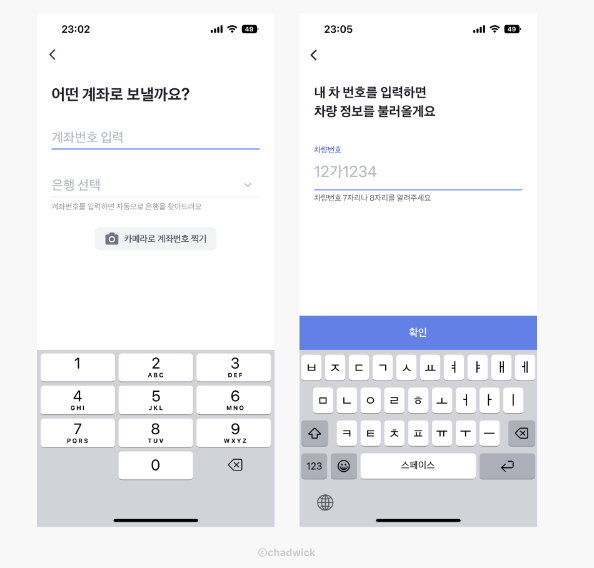 23:02
49
어떤 계좌로 보낼까요?
계좌번호 입력
은행 선택
계좌번호를 입력하면 자동으로 은행을 찾아드려요
카메라로 계좌번호 찍기
1
2
ABC
3
DEF
4
GHI
5
JKL
6
MNO
7
PQRS
8
TUV
9
WXYZ
0
23:05
49
내 차 번호를 입력하면
차량 정보를 불러올게요
차량번호
12가1234
차량번호 7자리나 8자리를 알려주세요
확인
ㅂ ㅈ ㄷ ㄱ ㅅ ㅛ ㅕ ㅑ ㅐ ㅔ
ㅁ ㄴ ㅇ ㄹ ㅎ ㅗ ㅓ ㅏ ㅣ
ㅋ ㅌ ㅊ ㅍ ㅠ ㅜ ㅡ
123 스페이스
ⓒchadwick